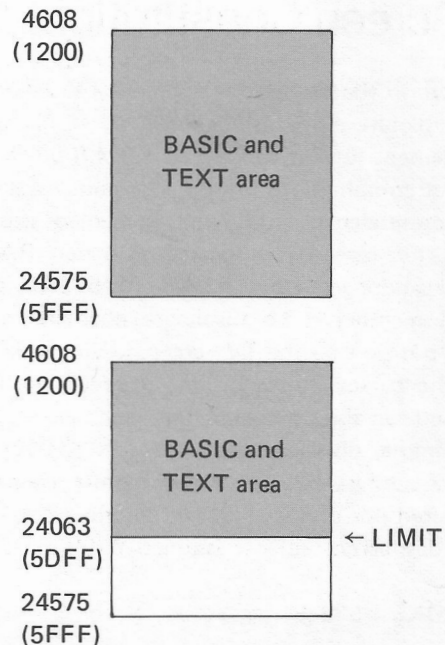 4608
(1200)
BASIC and
TEXT area
24575
(5FFF)
4608
(1200)
BASIC and
TEXT area
24063
(5DFF)
← LIMIT
24575
(5FFF)